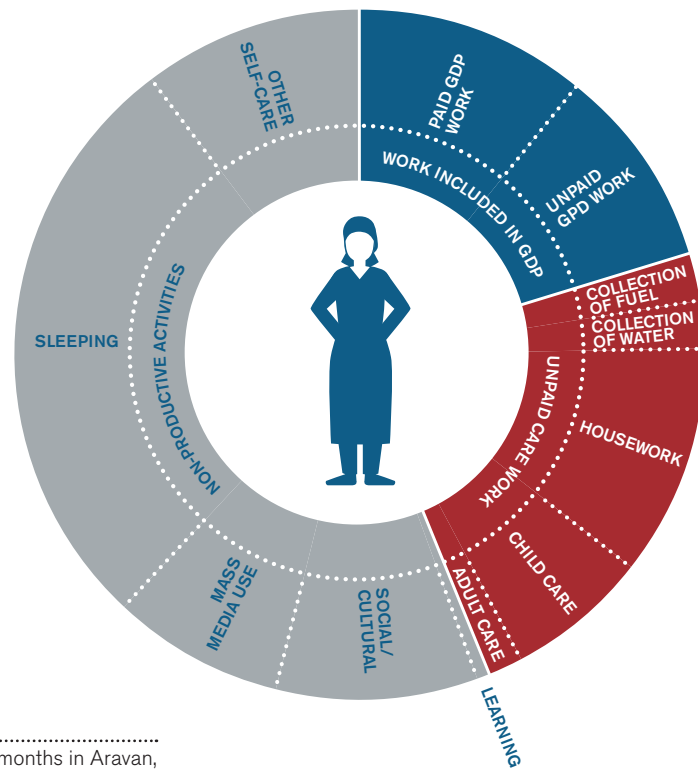 PAID GDP
WORK
UNPAID
GPD WORK
WORK INCLUDED IN GDP
COLLECTION
OF FUEL
COLLECTION
OF WATER
HOUSEWORK
UNPAID CARE WORK
CHILD CARE
ADULT CARE
LEARNING
SOCIAL/
CULTURAL
MASS
MEDIA USE
NON-PRODUCTIVE ACTIVITIES
SLEEPING
OTHER
SELF-CARE
months in Aravan,